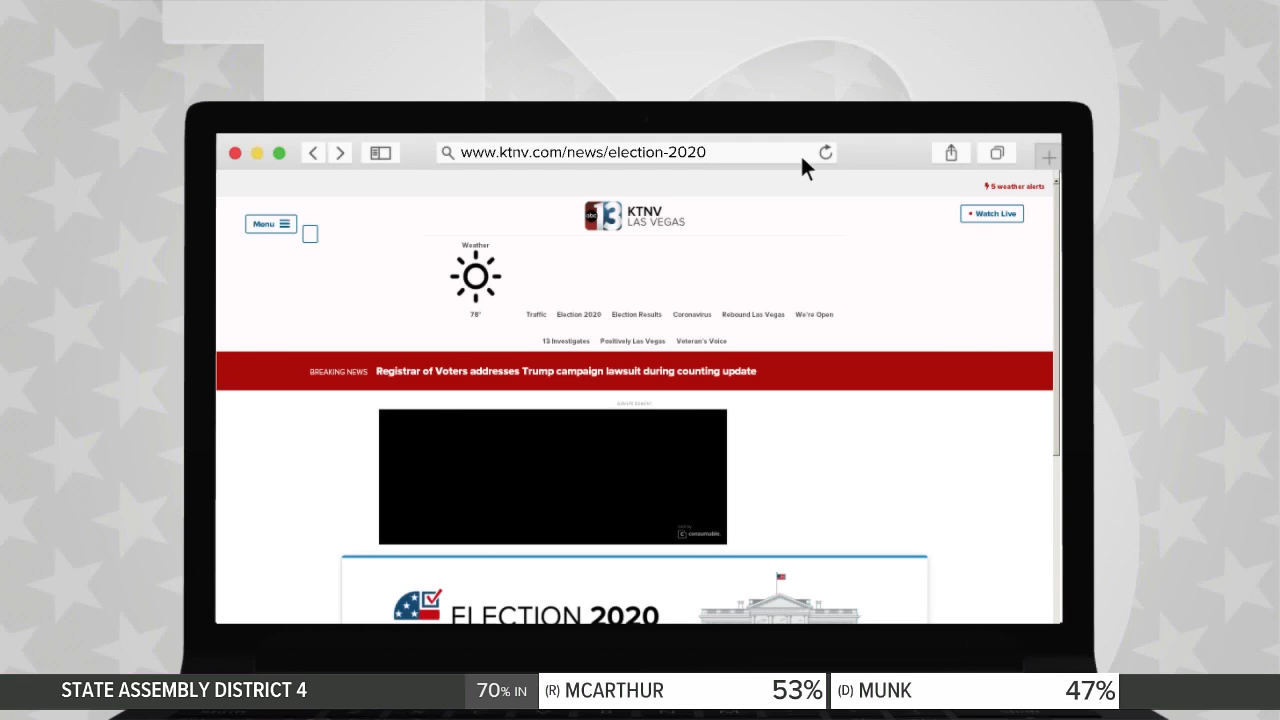 www.ktnv.com/news/election-2020
5 weather alerts
Menu
abc 13 KTNV
LAS VEGAS
Watch Live
Weather
78°
Traffic Election 2020 Election Results Coronavirus Rebound Las Vegas We're Open
13 Investigates Positively Las Vegas Veteran's Voice
BREAKING NEWS Registrar of Voters addresses Trump campaign lawsuit during counting update
consumable.
ELECTION 2020
STATE ASSEMBLY DISTRICT 4 70% IN (R) MCARTHUR 53% (D) MUNK 47%